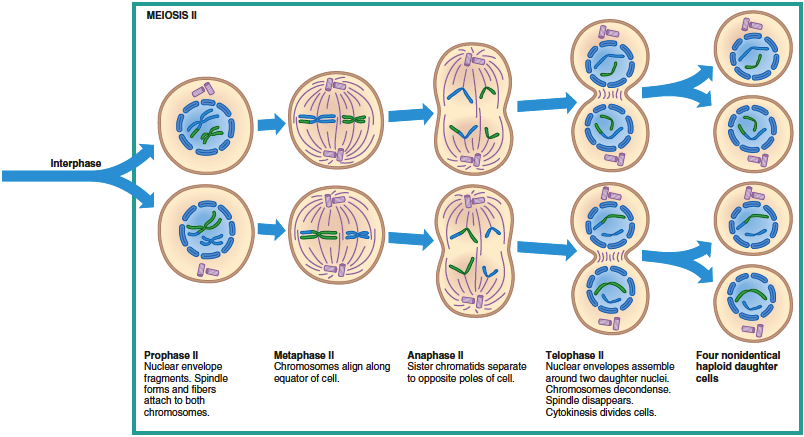 MEIOSIS II
Interphase
Prophase II
Nuclear envelope
fragments. Spindle
forms and fibers
attach to both
chromosomes.
Metaphase II
Chromosomes align along
equator of cell.
Anaphase II
Sister chromatids separate
to opposite poles of cell.
Telophase II
Nuclear envelopes assemble
around two daughter nuclei.
Chromosomes decondense.
Spindle disappears.
Cytokinesis divides cells.
Four nonidentical
haploid daughter
cells